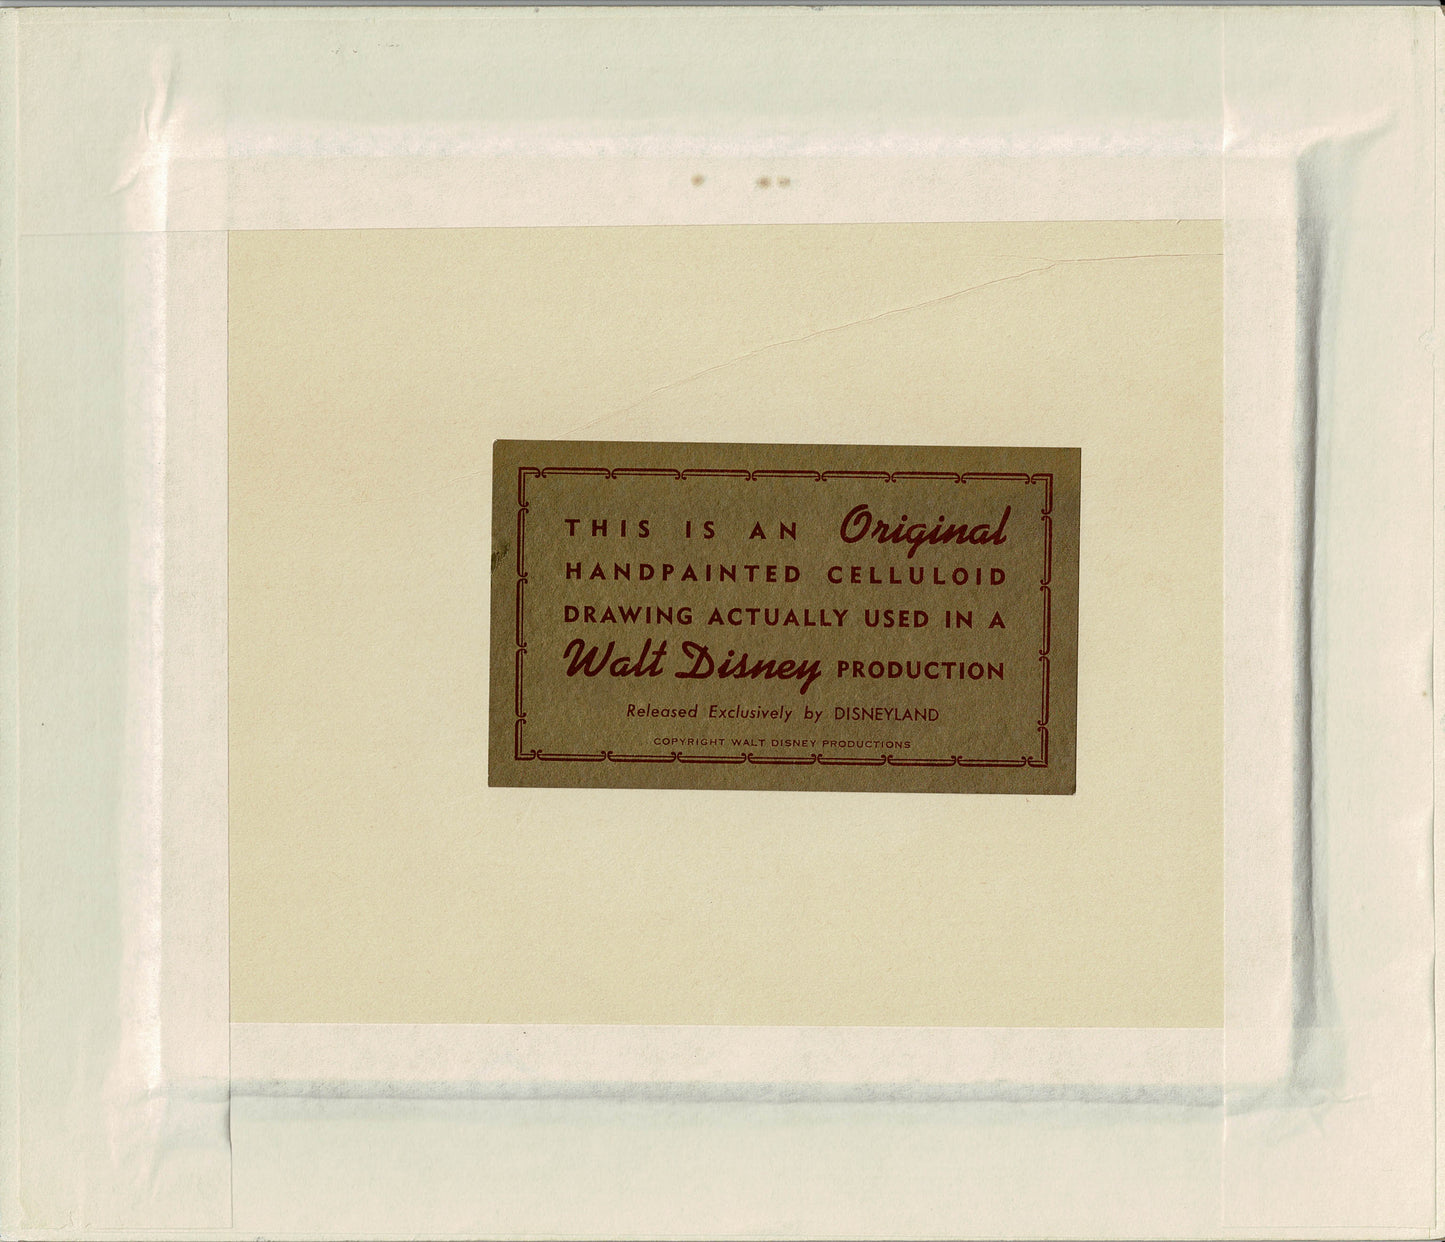 THIS IS AN Original
HANDPAINTED CELLULOID
DRAWING ACTUALLY USED IN A
Walt Disney PRODUCTION
Released Exclusively by DISNEYLAND
COPYRIGHT WALT DISNEY PRODUCTIONS